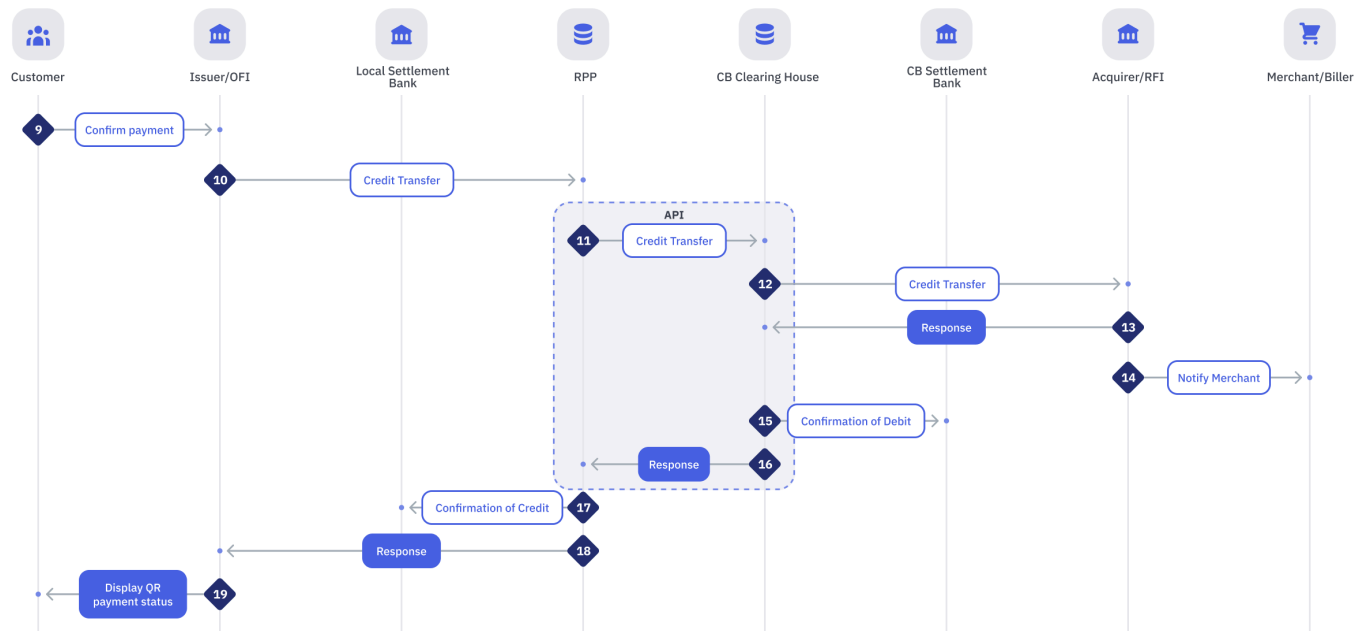 Customer
Issuer/OFI
Local Settlement
Bank
RPP
CB Clearing House
CB Settlement
Bank
Acquirer/RFI
Merchant/Biller
9
Confirm payment
10
Credit Transfer
API
11
Credit Transfer
12
Credit Transfer
Response
13
14
Notify Merchant
15
Confirmation of Debit
Response
16
Confirmation of Credit
17
Response
18
Display QR
payment status
19